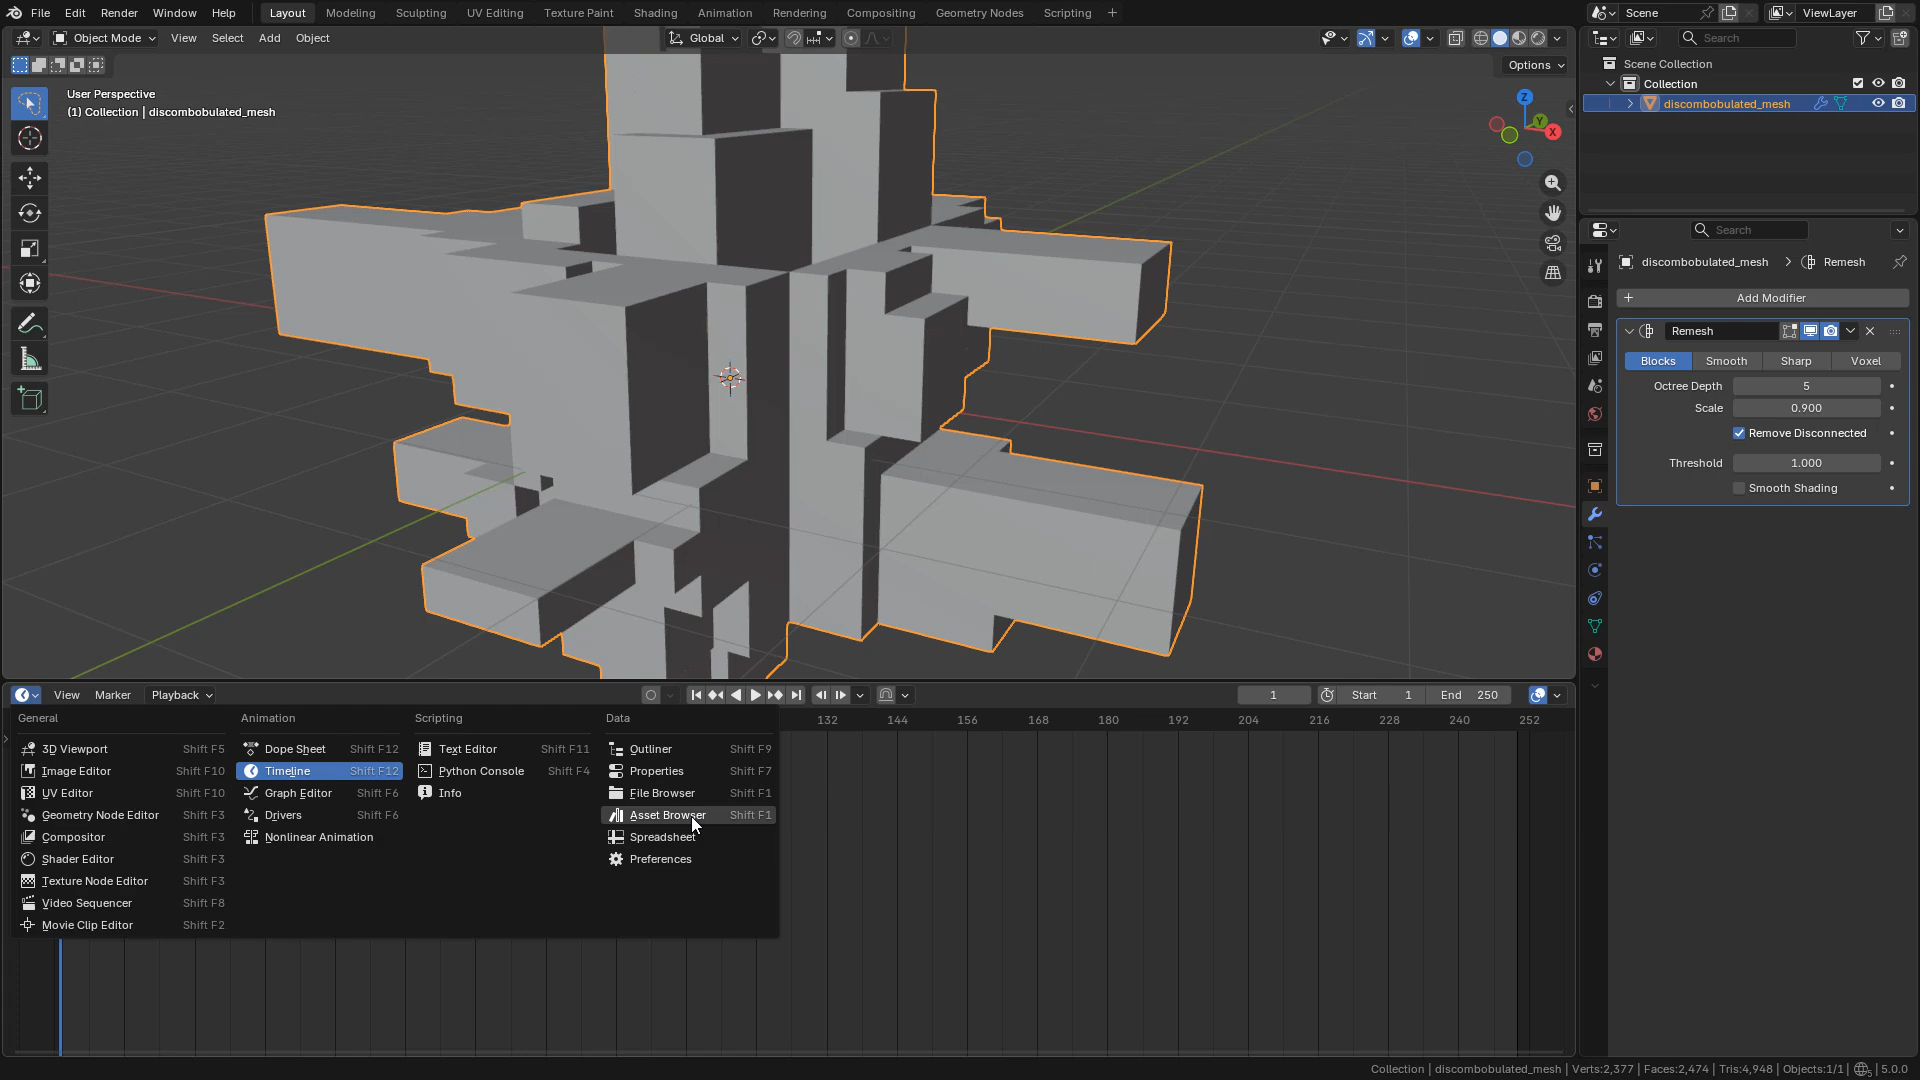 File Edit Render Window Help Layout Modeling Sculpting UV Editing Texture Paint Shading Animation Rendering Compositing Geometry Nodes Scripting Scene ViewLayer
Object Mode View Select Add Object Global Search
Options
User Perspective
(1) Collection | discombobulated_mesh
Z
Y
X
Scene Collection
Collection
discombobulated_mesh
Search
discombobulated_mesh Remesh
Add Modifier
Remesh
Blocks Smooth Sharp Voxel
Octree Depth 5
Scale 0.900
Remove Disconnected
Threshold 1.000
Smooth Shading
View Marker Playback 1 Start 1 End 250
132 144 156 168 180 192 204 216 228 240 252
General
3D Viewport Shift F5
Image Editor Shift F10
UV Editor Shift F10
Geometry Node Editor Shift F3
Compositor Shift F3
Shader Editor Shift F3
Texture Node Editor Shift F3
Video Sequencer Shift F8
Movie Clip Editor Shift F2
Animation
Dope Sheet Shift F12
Timeline Shift F12
Graph Editor Shift F6
Drivers Shift F6
Nonlinear Animation
Scripting
Text Editor Shift F11
Python Console Shift F4
Info
Data
Outliner Shift F9
Properties Shift F7
File Browser Shift F1
Asset Browser Shift F1
Spreadsheet
Preferences
Collection | discombobulated_mesh | Verts:2,377 | Faces:2,474 | Tris:4,948 | Objects:1/1 | 5.0.0